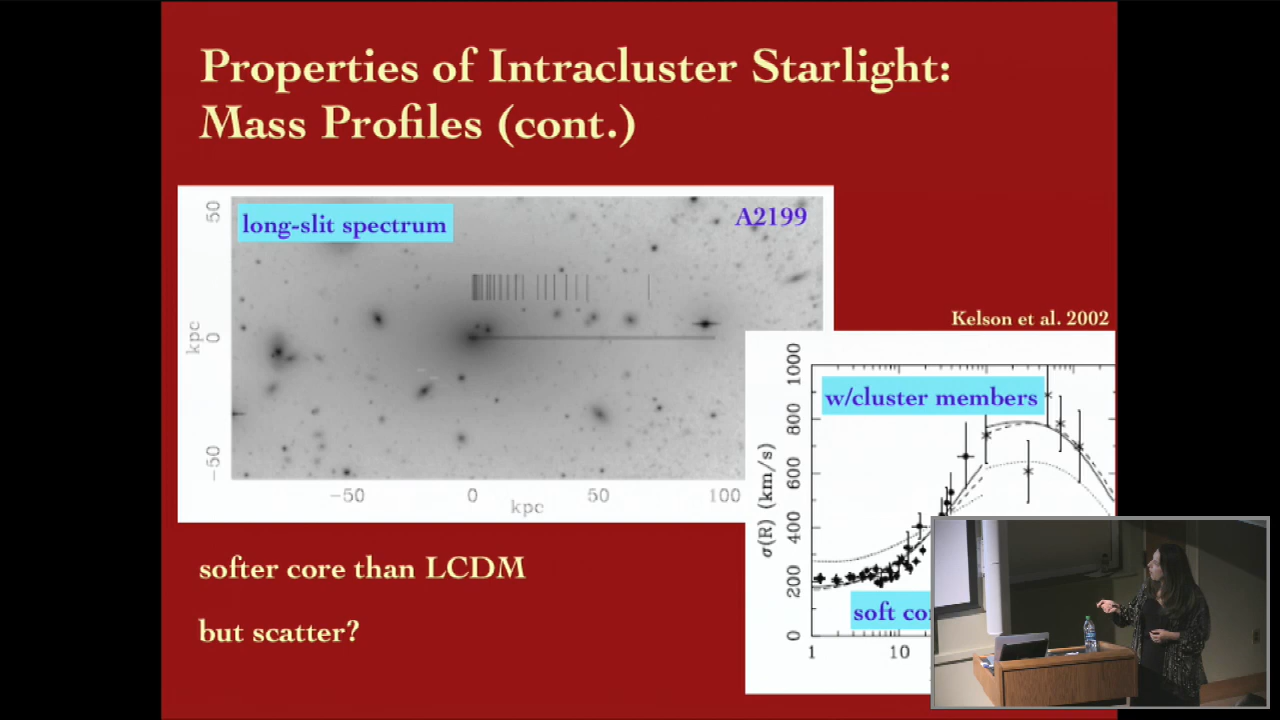 Properties of Intracluster Starlight:
Mass Profiles (cont.)
long-slit spectrum
A2199
50
0
−50
kpc
−50
0
50
100
kpc
Kelson et al. 2002
w/cluster members
1000
800
600
400
200
0
σ(R) (km/s)
1
10
softer core than LCDM
but scatter?
soft